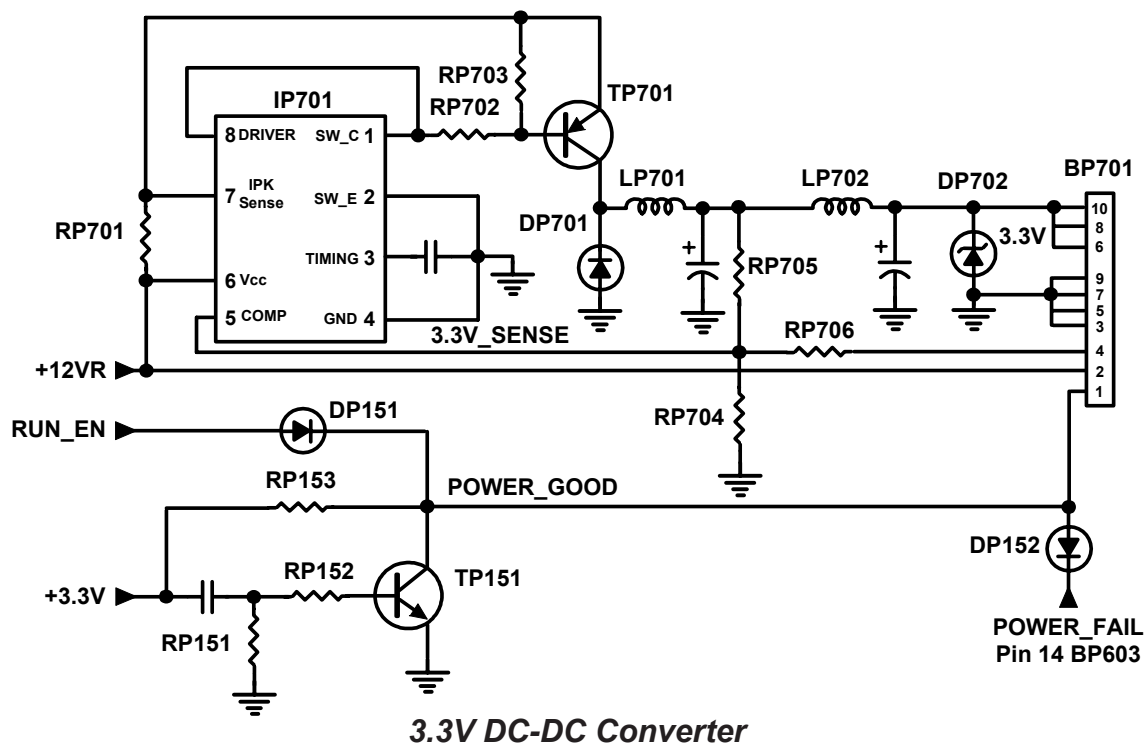 RP703
TP701
IP701
RP702
BP701
8 DRIVER SW_C 1
LP701 LP702 DP702
10
7 IPK Sense SW_E 2
8
3.3V
6
RP701
DP701
TIMING 3
RP705
9
6 Vcc
7
5 COMP GND 4
5
3.3V_SENSE
3
RP706
4
+12VR
2
1
DP151
RP704
RUN_EN
RP153
POWER_GOOD
DP152
RP152
TP151
+3.3V
RP151
POWER_FAIL
Pin 14 BP603
3.3V DC-DC Converter
+
+